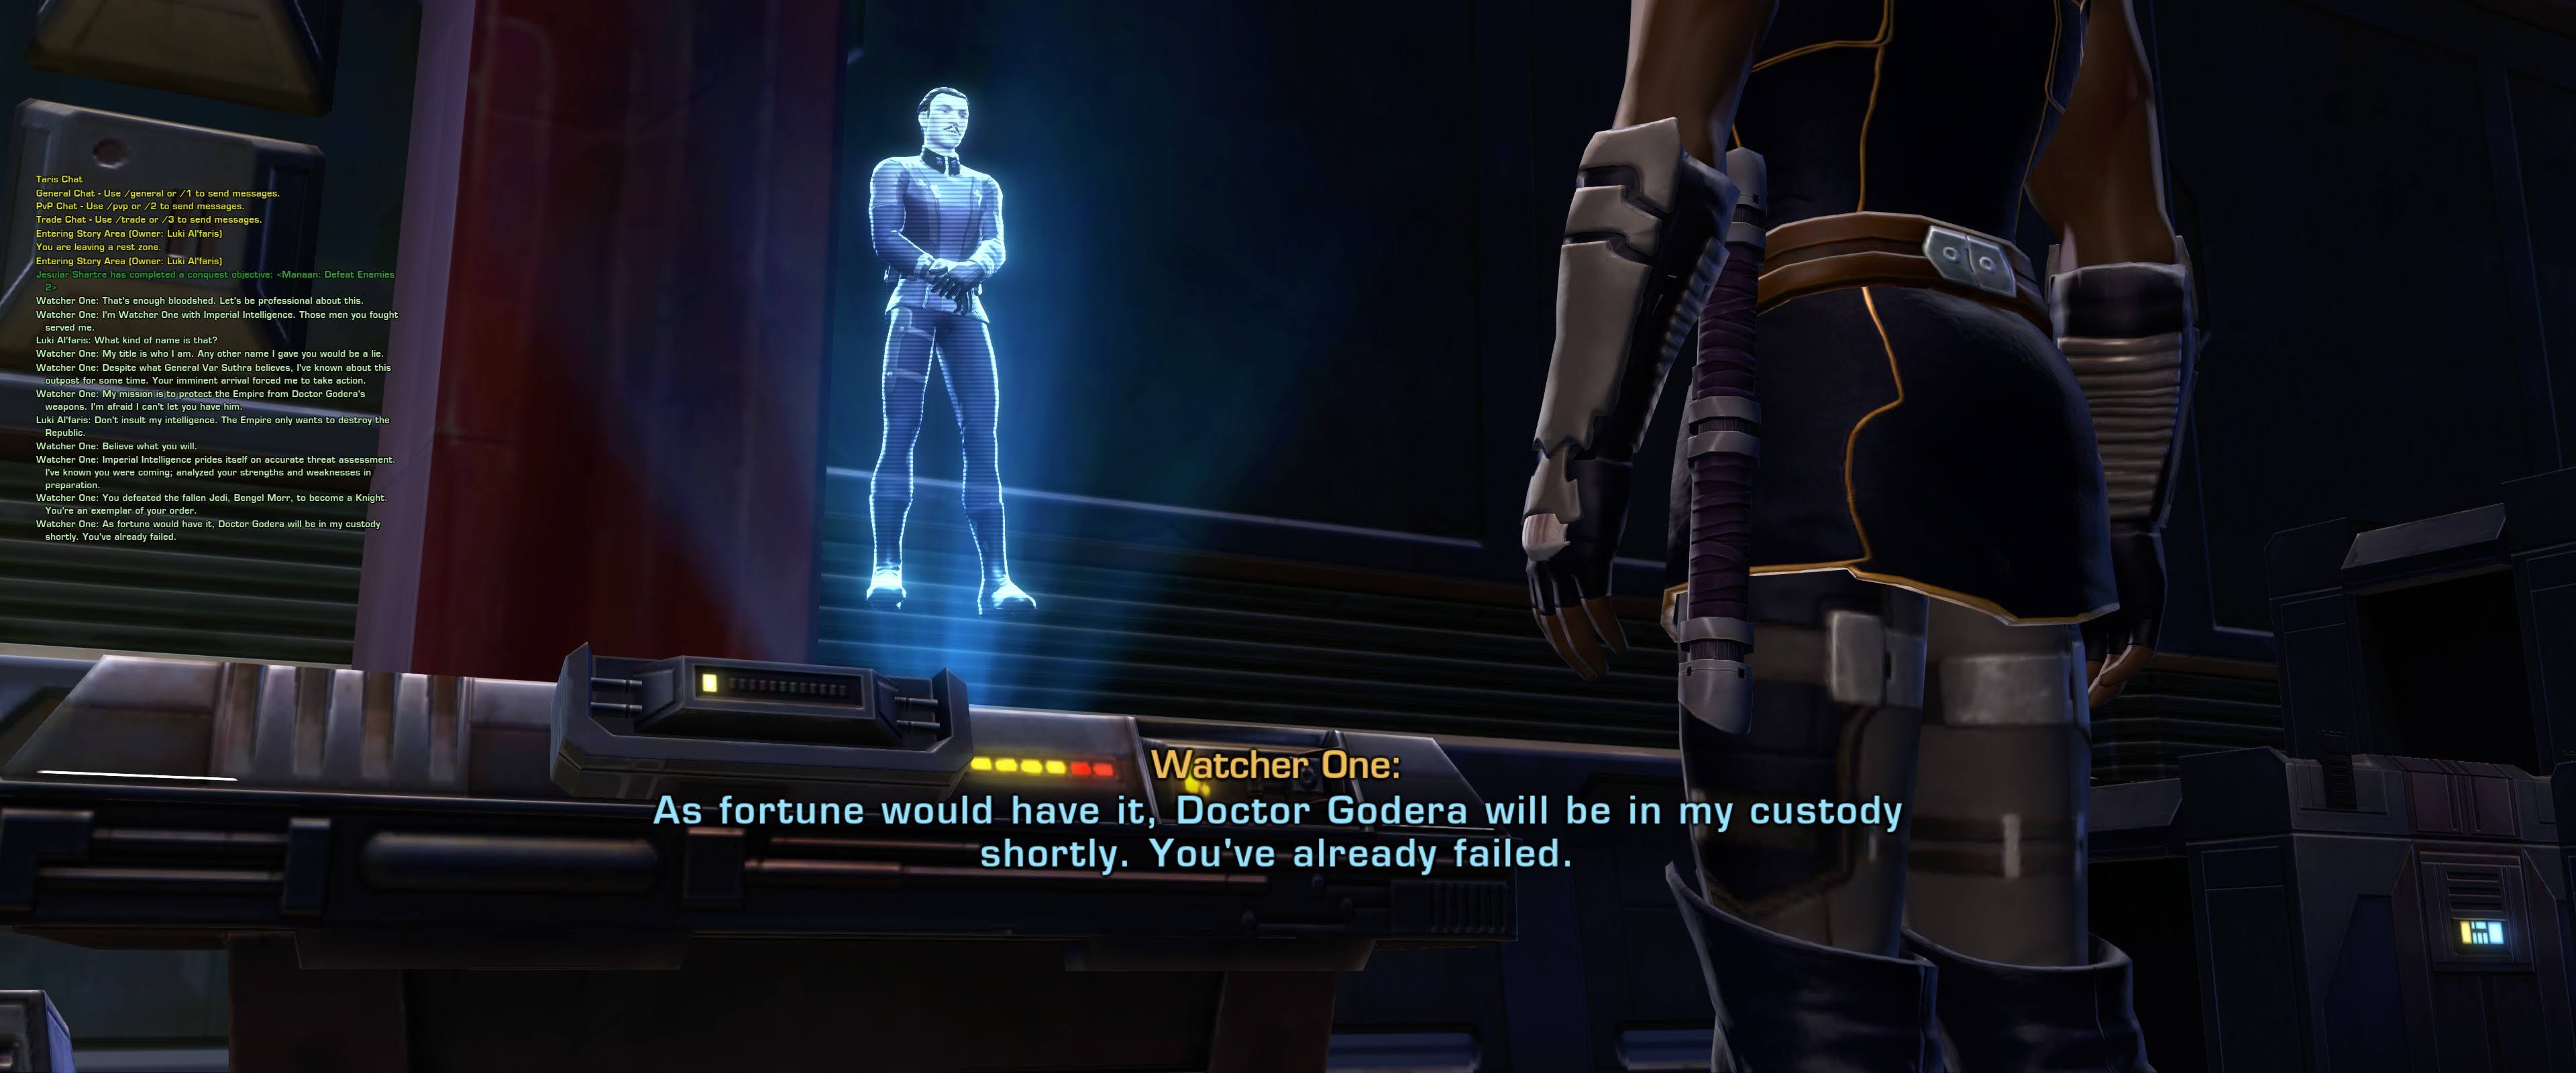 Taris Chat
General Chat - Use /general or /1 to send messages.
PvP Chat - Use /pvp or /2 to send messages.
Trade Chat - Use /trade or /3 to send messages.
Entering Story Area (Owner: Luki Al'faris)
You are leaving a rest zone.
Entering Story Area (Owner: Luki Al'faris)
Jesular Shartre has completed a conquest objective: <Manaan: Defeat Enemies
2>
Watcher One: That's enough bloodshed. Let's be professional about this.
Watcher One: I'm Watcher One with Imperial Intelligence. Those men you fought
served me.
Luki Al'faris: What kind of name is that?
Watcher One: My title is who I am. Any other name I gave you would be a lie.
Watcher One: Despite what General Var Suthra believes, I've known about this
outpost for some time. Your imminent arrival forced me to take action.
Watcher One: My mission is to protect the Empire from Doctor Godera's
weapons. I'm afraid I can't let you have him.
Luki Al'faris: Don't insult my intelligence. The Empire only wants to destroy the
Republic.
Watcher One: Believe what you will.
Watcher One: Imperial Intelligence prides itself on accurate threat assessment.
I've known you were coming; analyzed your strengths and weaknesses in
preparation.
Watcher One: You defeated the fallen Jedi, Bengel Morr, to become a Knight.
You're an exemplar of your order.
Watcher One: As fortune would have it, Doctor Godera will be in my custody
shortly. You've already failed.
Watcher One:
As fortune would have it, Doctor Godera will be in my custody
shortly. You've already failed.